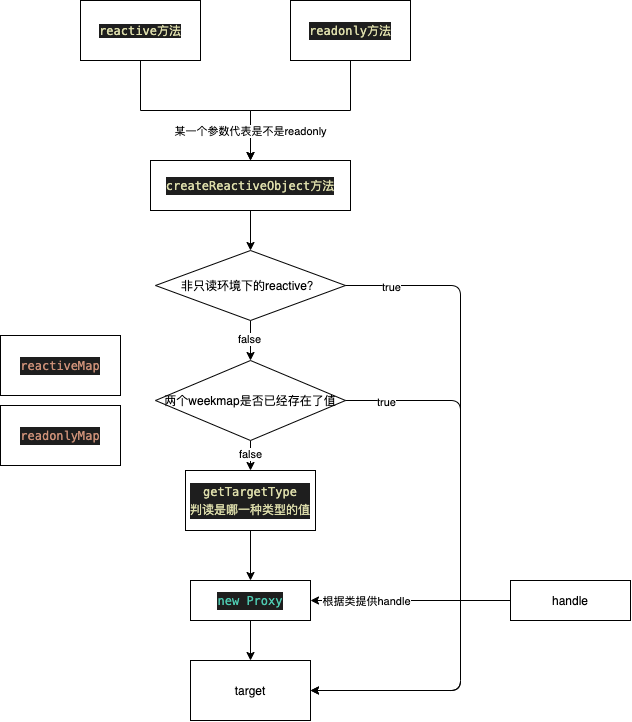 reactive方法
readonly方法
某一个参数代表是不是readonly
createReactiveObject方法
非只读环境下的reactive?
true
false
reactiveMap
两个weekmap是否已经存在了值
true
readonlyMap
false
getTargetType
判读是哪一种类型的值
new Proxy
根据类提供handle
handle
target